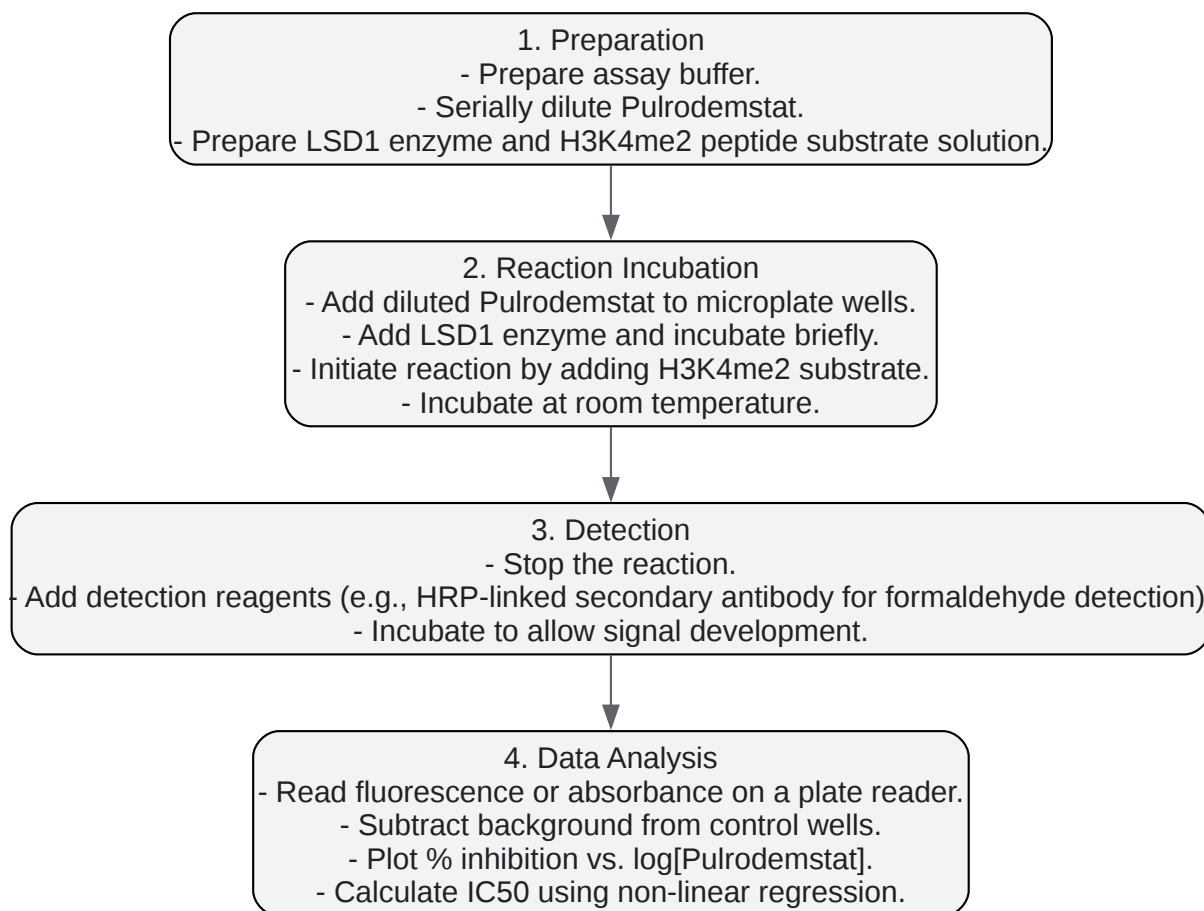 1. Preparation
- Prepare assay buffer.
- Serially dilute Pulrodemstat.
- Prepare LSD1 enzyme and H3K4me2 peptide substrate solution.
2. Reaction Incubation
- Add diluted Pulrodemstat to microplate wells.
- Add LSD1 enzyme and incubate briefly.
- Initiate reaction by adding H3K4me2 substrate.
- Incubate at room temperature.
3. Detection
- Stop the reaction.
- Add detection reagents (e.g., HRP-linked secondary antibody for formaldehyde detection)
- Incubate to allow signal development.
4. Data Analysis
- Read fluorescence or absorbance on a plate reader.
- Subtract background from control wells.
- Plot % inhibition vs. log[Pulrodemstat].
- Calculate IC50 using non-linear regression.